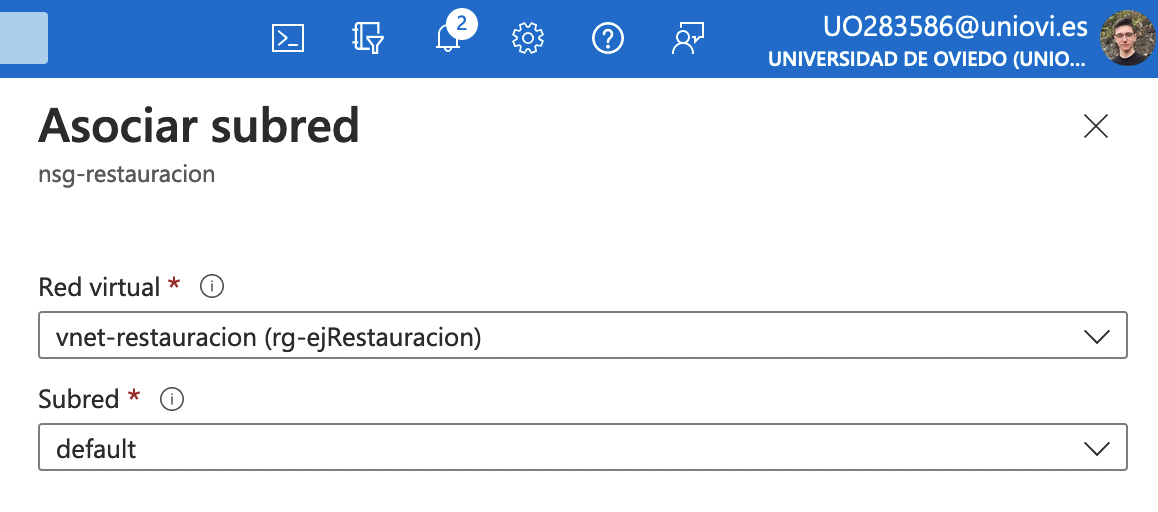 2
UO283586@uniovi.es
UNIVERSIDAD DE OVIEDO (UNIO...
Asociar subred
nsg-restauracion
Red virtual *
vnet-restauracion (rg-ejRestauracion)
Subred *
default